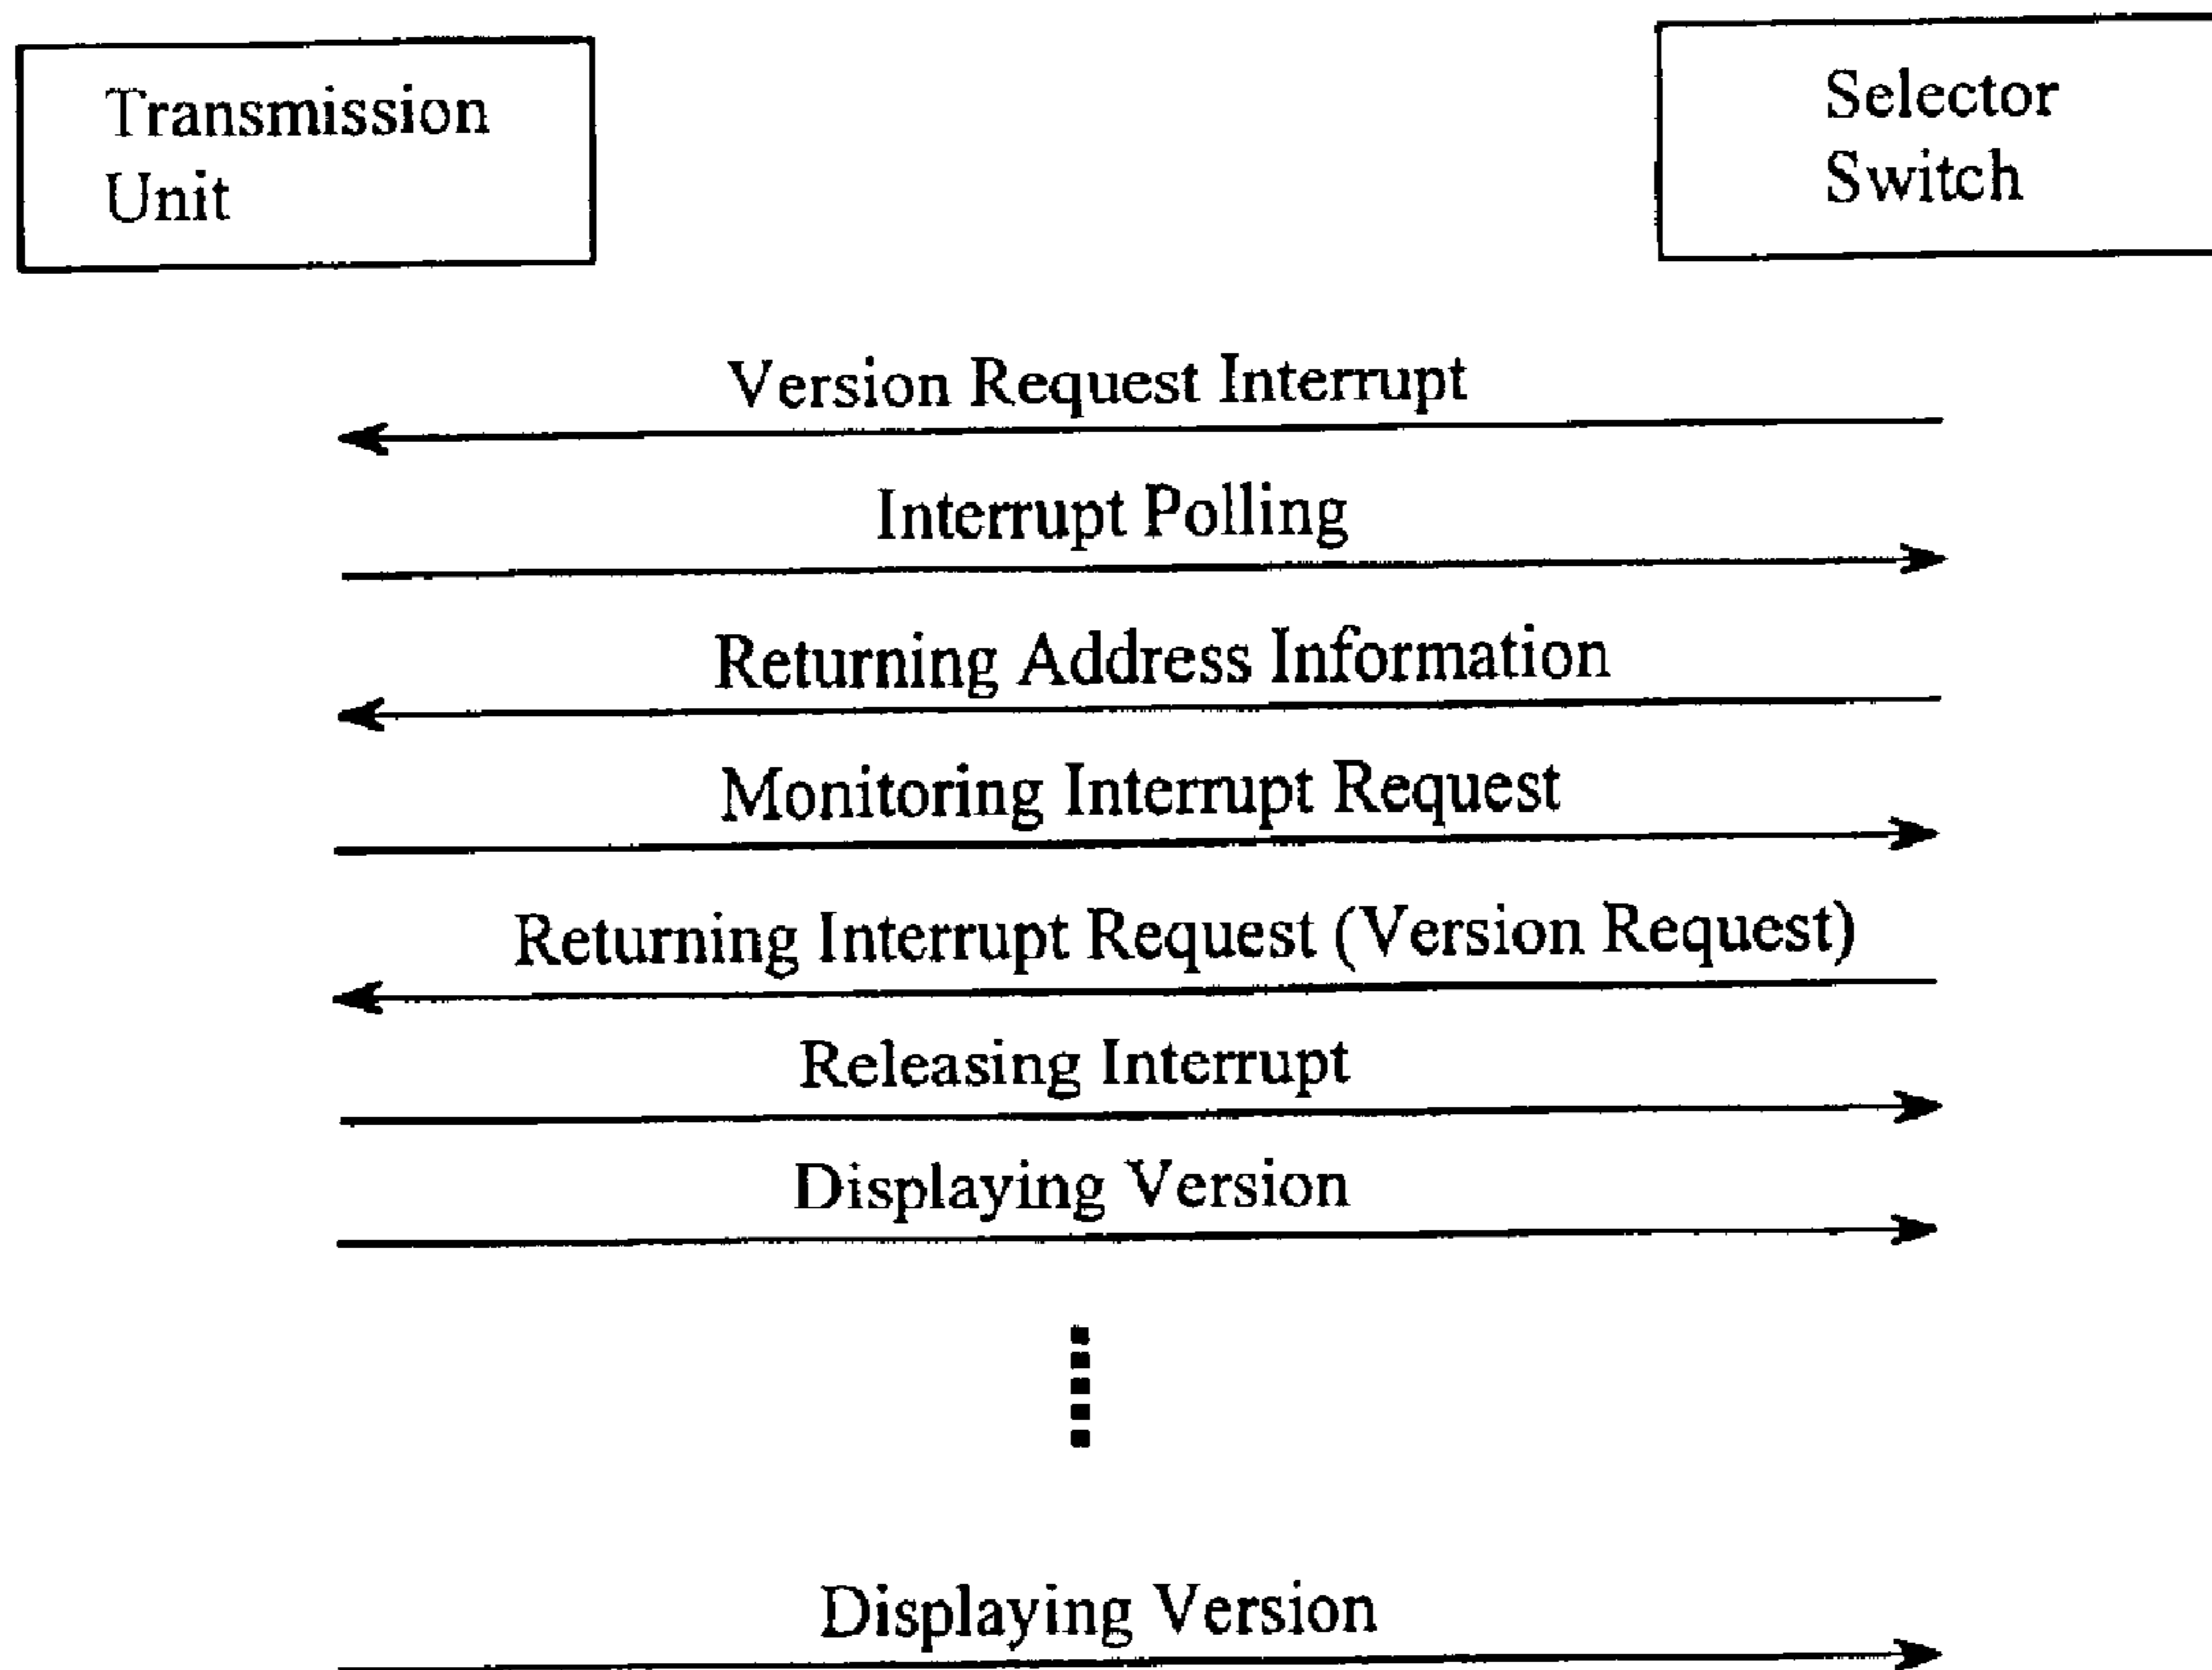 Transmission
Unit
Selector
Switch
Version Request Interrupt
Interrupt Polling
Returning Address Information
Monitoring Interrupt Request
Returning Interrupt Request (Version Request)
Releasing Interrupt
Displaying Version
Displaying Version